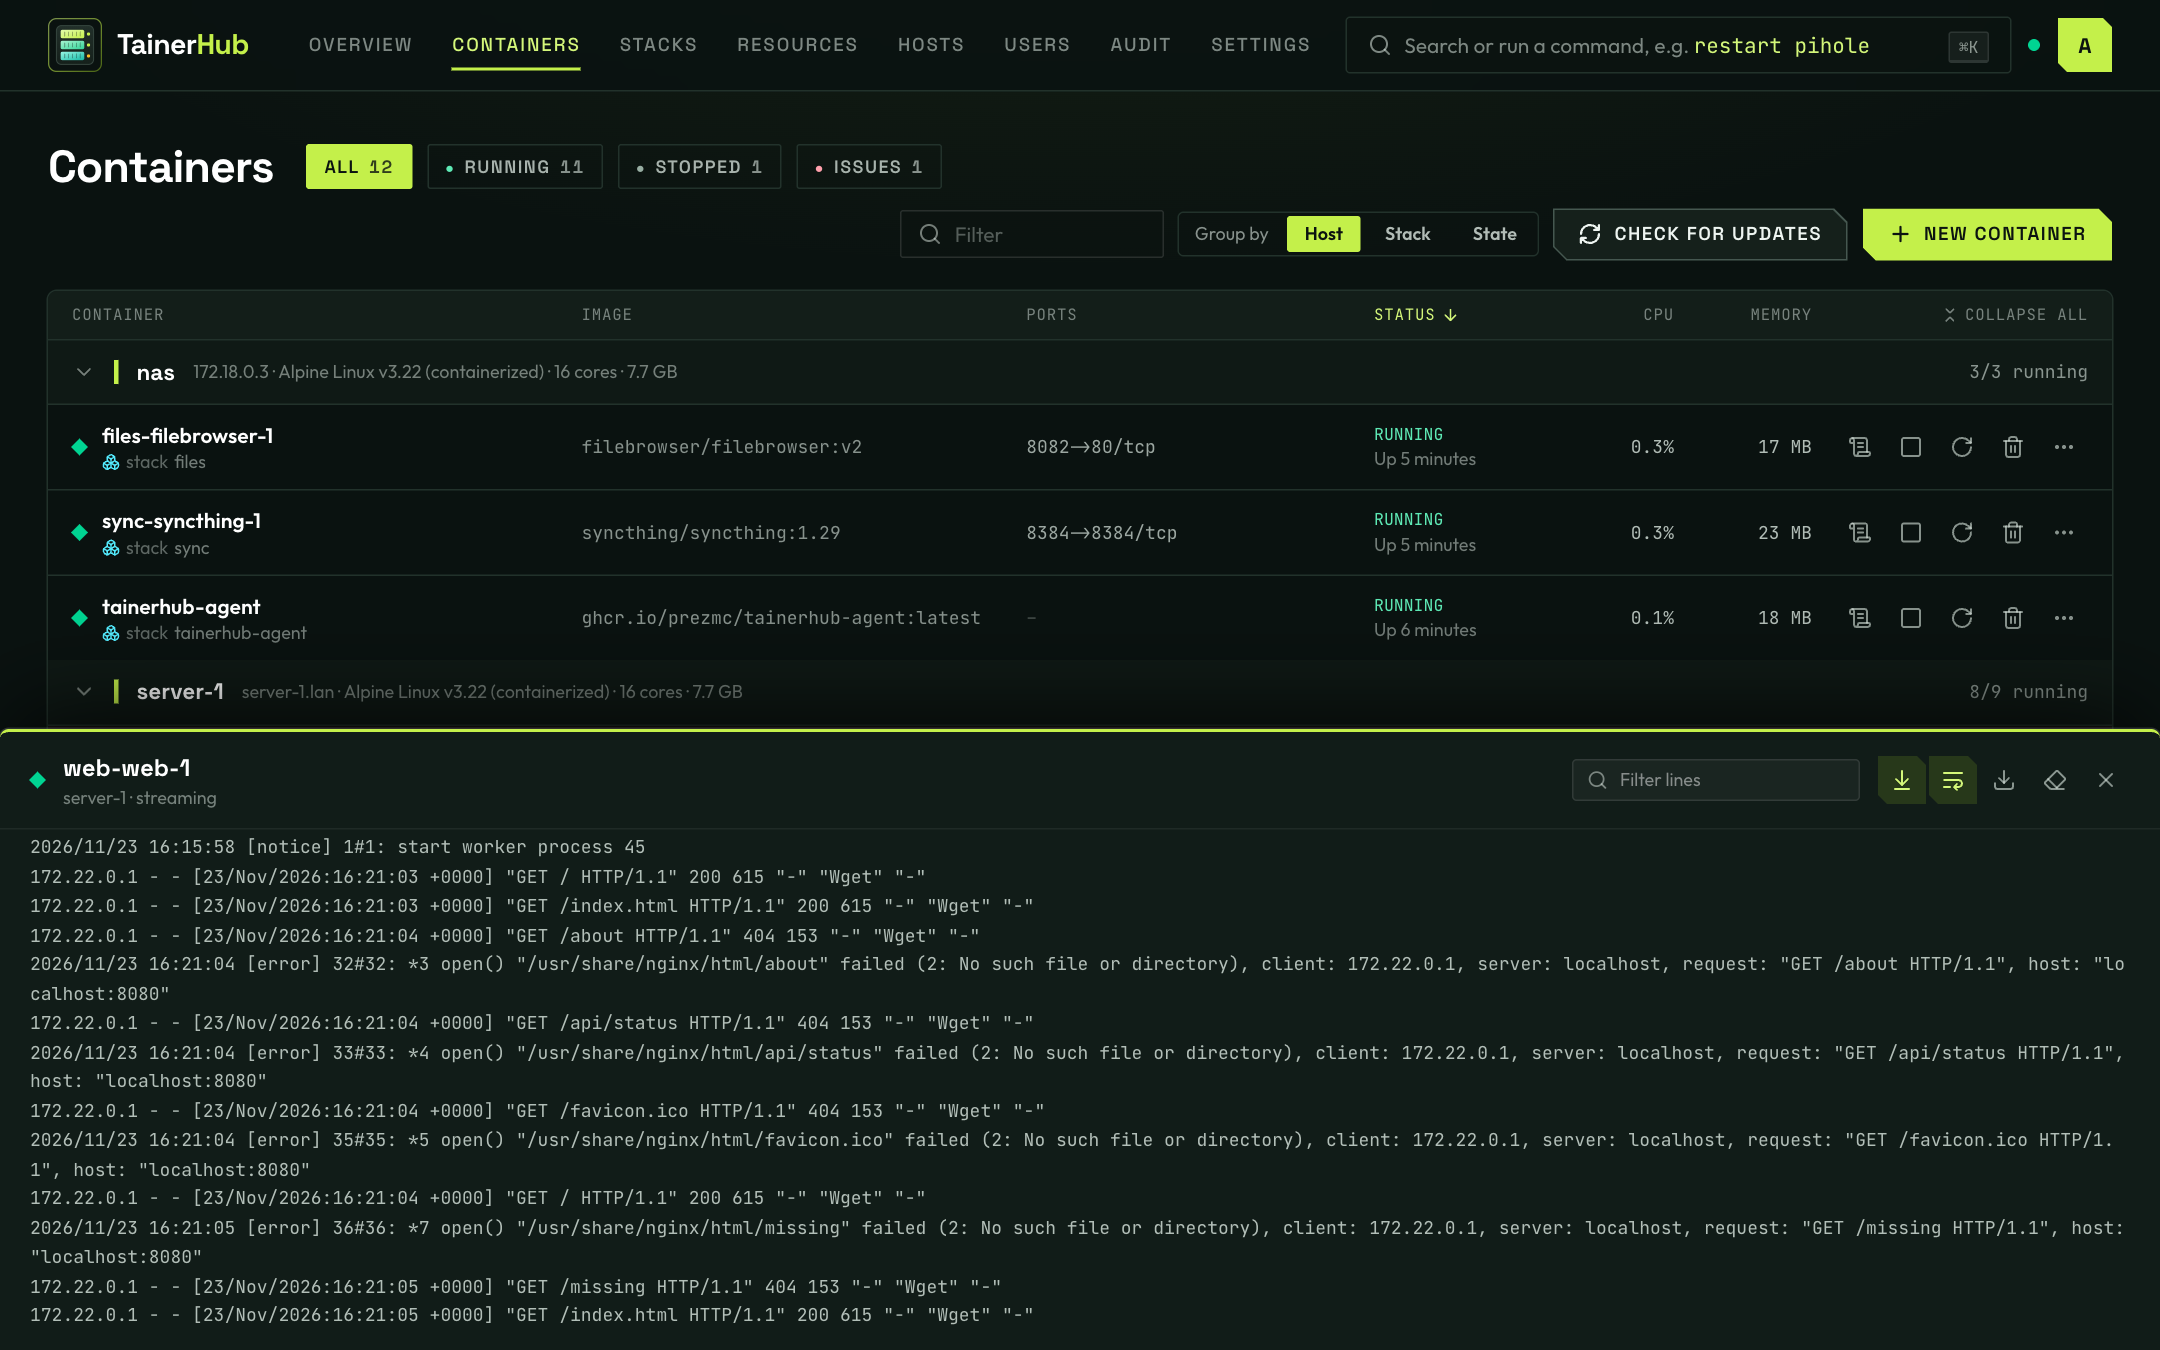 TainerHub
OVERVIEW CONTAINERS STACKS RESOURCES HOSTS USERS AUDIT SETTINGS
Search or run a command, e.g. restart pihole ⌘K
A
Containers
ALL 12 RUNNING 11 STOPPED 1 ISSUES 1
Filter
Group by Host Stack State
CHECK FOR UPDATES
NEW CONTAINER
CONTAINER IMAGE PORTS STATUS ↓ CPU MEMORY COLLAPSE ALL
nas 172.18.0.3 · Alpine Linux v3.22 (containerized) · 16 cores · 7.7 GB 3/3 running
files-filebrowser-1
stack files
filebrowser/filebrowser:v2
8082→80/tcp
RUNNING
Up 5 minutes
0.3%
17 MB
sync-syncthing-1
stack sync
syncthing/syncthing:1.29
8384→8384/tcp
RUNNING
Up 5 minutes
0.3%
23 MB
tainerhub-agent
stack tainerhub-agent
ghcr.io/prezmc/tainerhub-agent:latest
–
RUNNING
Up 6 minutes
0.1%
18 MB
server-1 server-1.lan · Alpine Linux v3.22 (containerized) · 16 cores · 7.7 GB 8/9 running
web-web-1
server-1 · streaming
Filter lines
2026/11/23 16:15:58 [notice] 1#1: start worker process 45
172.22.0.1 - - [23/Nov/2026:16:21:03 +0000] "GET / HTTP/1.1" 200 615 "-" "Wget" "-"
172.22.0.1 - - [23/Nov/2026:16:21:03 +0000] "GET /index.html HTTP/1.1" 200 615 "-" "Wget" "-"
172.22.0.1 - - [23/Nov/2026:16:21:04 +0000] "GET /about HTTP/1.1" 404 153 "-" "Wget" "-"
2026/11/23 16:21:04 [error] 32#32: *3 open() "/usr/share/nginx/html/about" failed (2: No such file or directory), client: 172.22.0.1, server: localhost, request: "GET /about HTTP/1.1", host: "lo
calhost:8080"
172.22.0.1 - - [23/Nov/2026:16:21:04 +0000] "GET /api/status HTTP/1.1" 404 153 "-" "Wget" "-"
2026/11/23 16:21:04 [error] 33#33: *4 open() "/usr/share/nginx/html/api/status" failed (2: No such file or directory), client: 172.22.0.1, server: localhost, request: "GET /api/status HTTP/1.1",
host: "localhost:8080"
172.22.0.1 - - [23/Nov/2026:16:21:04 +0000] "GET /favicon.ico HTTP/1.1" 404 153 "-" "Wget" "-"
2026/11/23 16:21:04 [error] 35#35: *5 open() "/usr/share/nginx/html/favicon.ico" failed (2: No such file or directory), client: 172.22.0.1, server: localhost, request: "GET /favicon.ico HTTP/1.
1", host: "localhost:8080"
172.22.0.1 - - [23/Nov/2026:16:21:04 +0000] "GET / HTTP/1.1" 200 615 "-" "Wget" "-"
2026/11/23 16:21:05 [error] 36#36: *7 open() "/usr/share/nginx/html/missing" failed (2: No such file or directory), client: 172.22.0.1, server: localhost, request: "GET /missing HTTP/1.1", host:
"localhost:8080"
172.22.0.1 - - [23/Nov/2026:16:21:05 +0000] "GET /missing HTTP/1.1" 404 153 "-" "Wget" "-"
172.22.0.1 - - [23/Nov/2026:16:21:05 +0000] "GET /index.html HTTP/1.1" 200 615 "-" "Wget" "-"